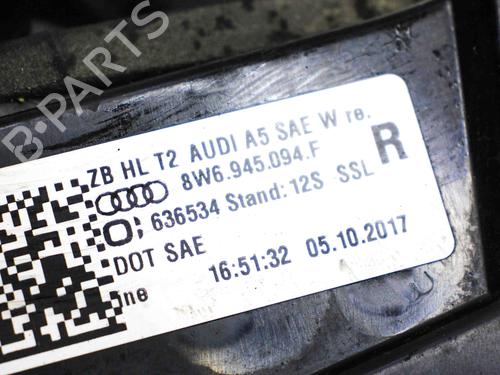 B-PARTS
ZB HL T2 AUDI A5 SAE W re.
8W6.945.094.F
R
636534 Stand: 12S SSL
DOT SAE
16:51:32 05.10.2017
ne